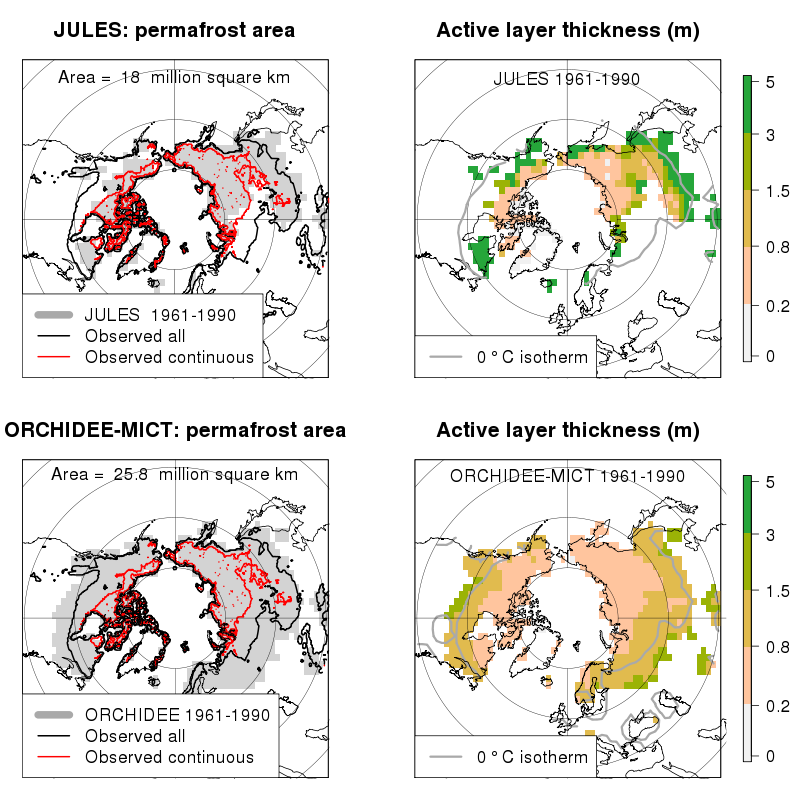 JULES: permafrost area
Active layer thickness (m)
Area = 18 million square km
JULES 1961-1990
5
3
1.5
0.8
0.2
0
JULES 1961-1990
Observed all
Observed continuous
0 ° C isotherm
ORCHIDEE-MICT: permafrost area
Active layer thickness (m)
Area = 25.8 million square km
ORCHIDEE-MICT 1961-1990
5
3
1.5
0.8
0.2
0
ORCHIDEE 1961-1990
Observed all
Observed continuous
0 ° C isotherm